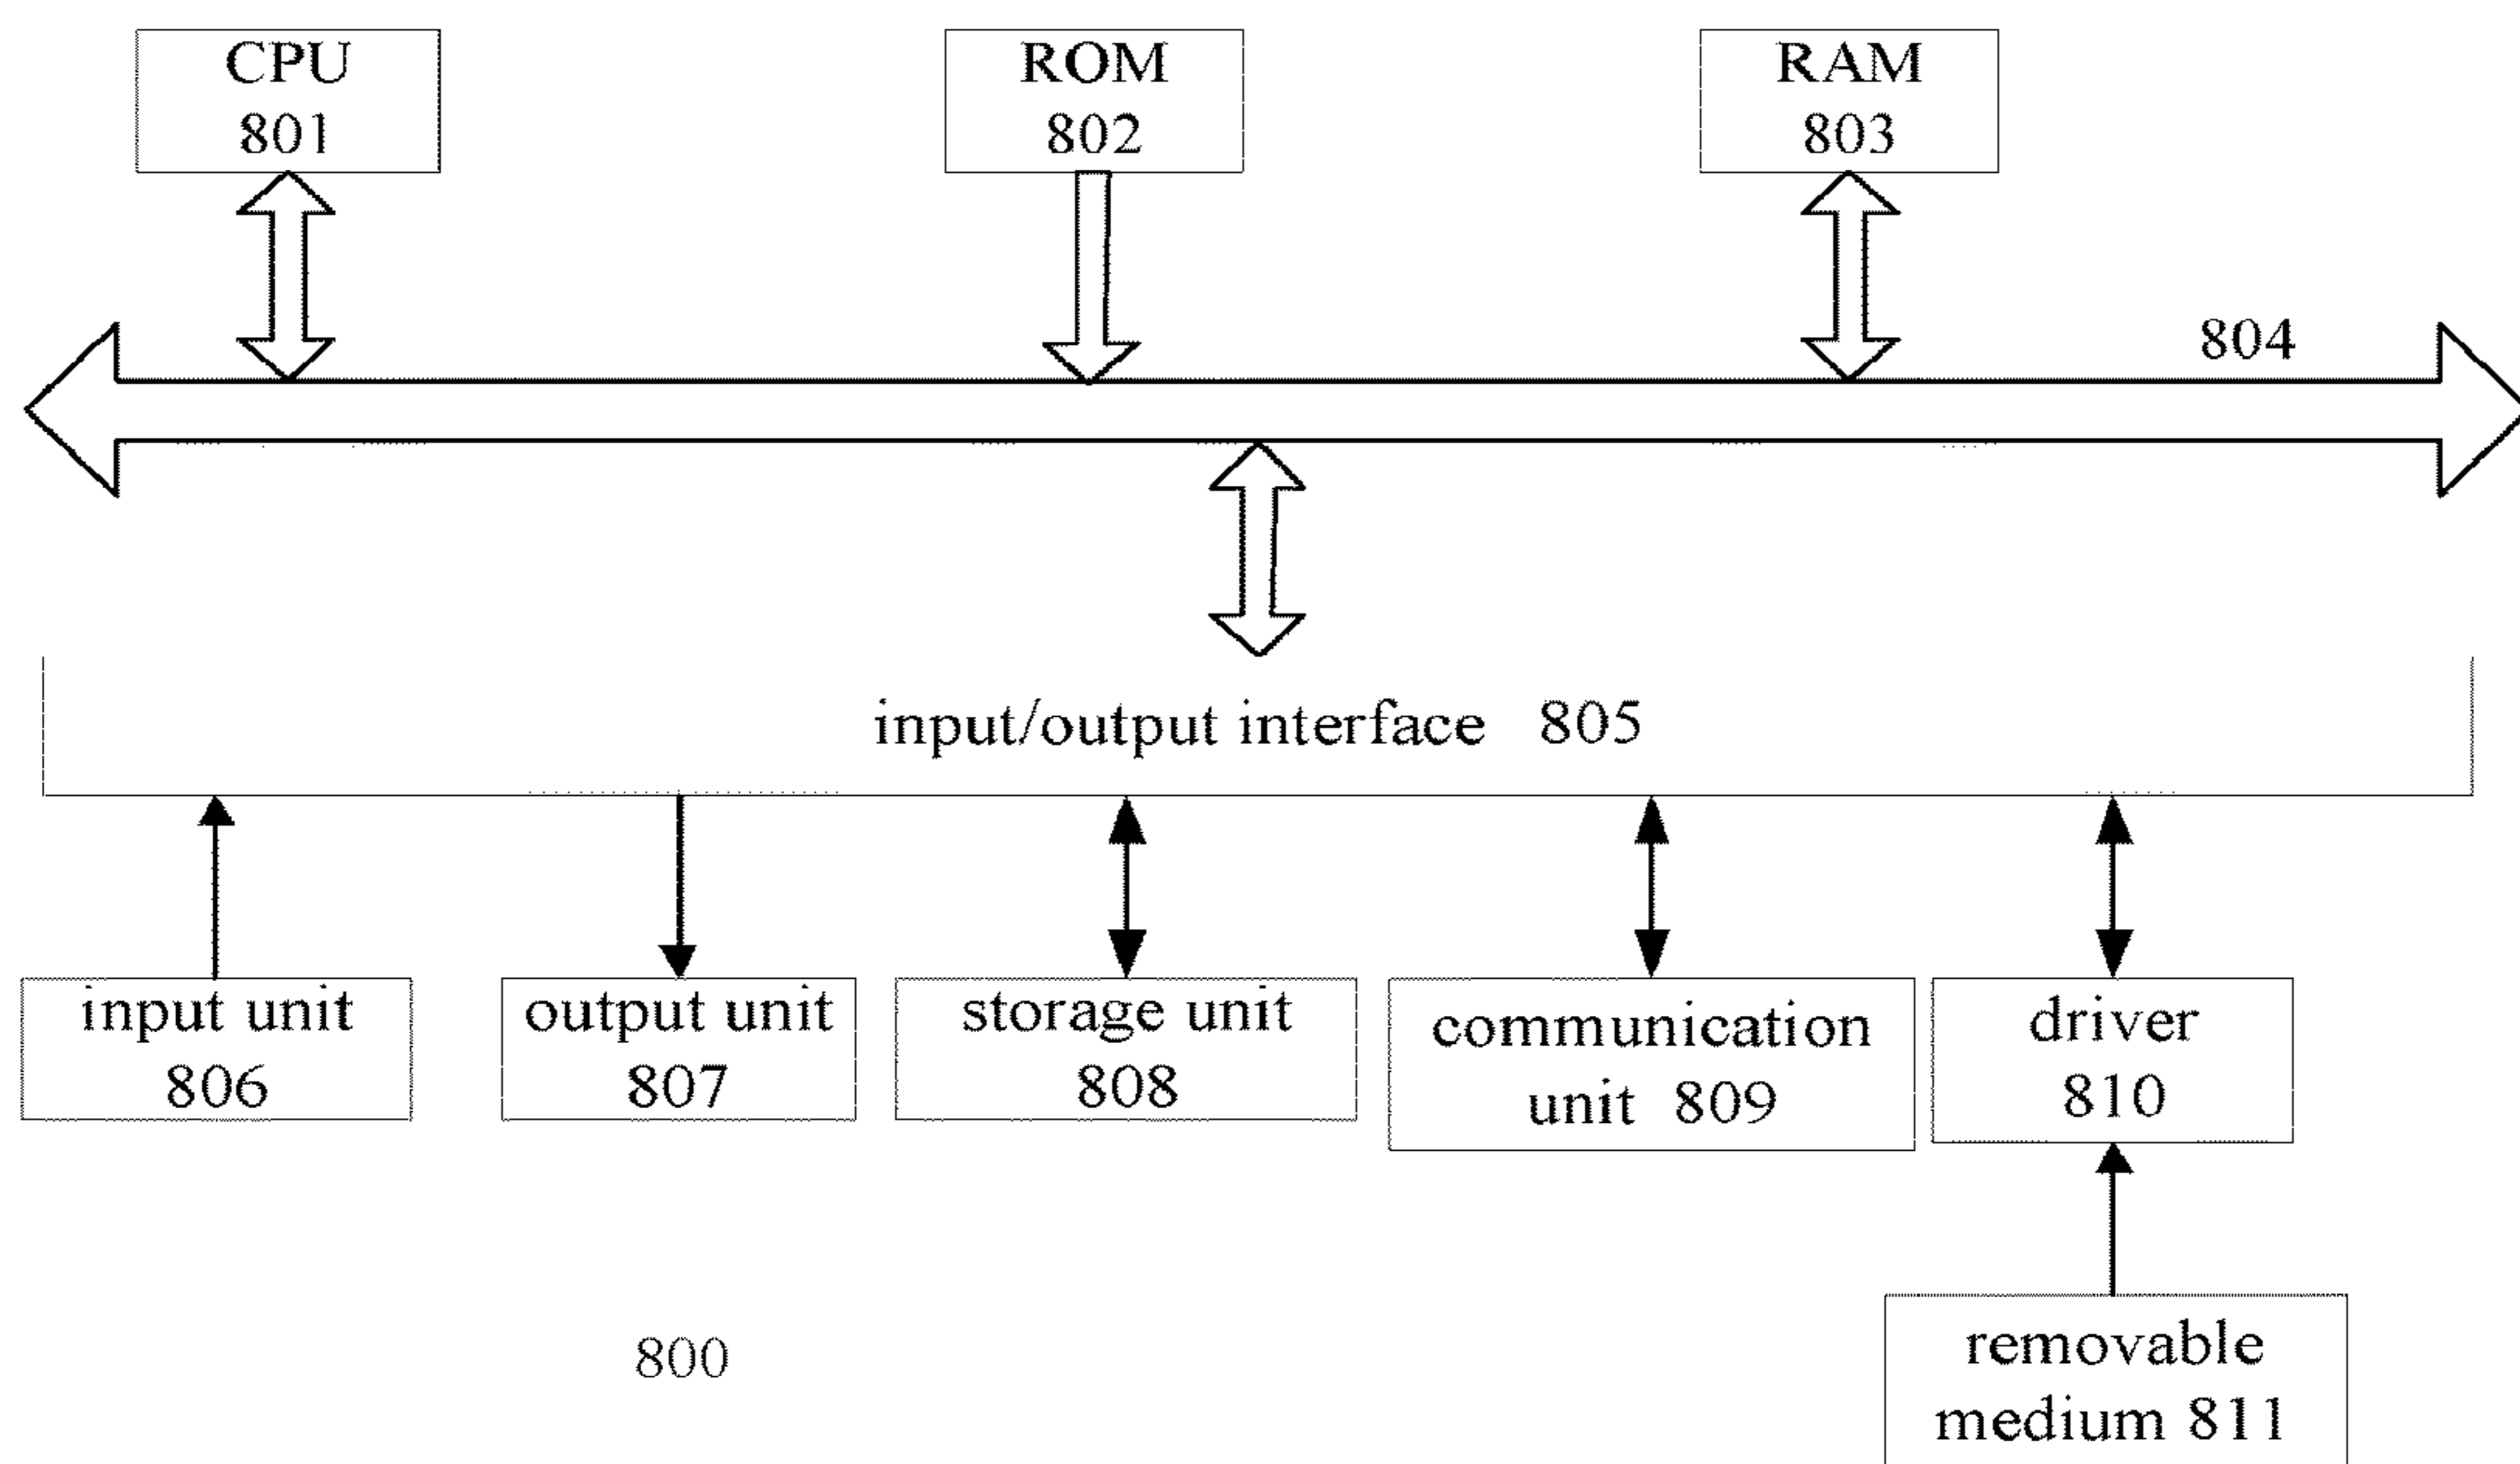 CPU
801
ROM
802
RAM
803
804
input/output interface 805
input unit
806
output unit
807
storage unit
808
communication
unit 809
driver
810
800
removable
medium 811